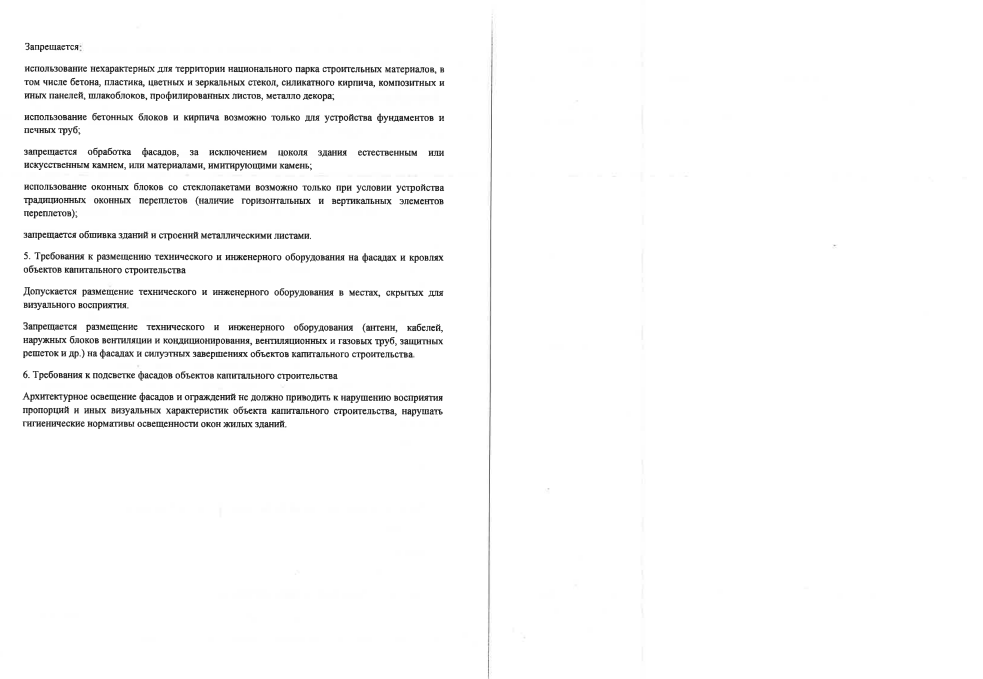 Запрещается:
использование нехарактерных для территории национального парка строительных материалов, в
том числе бетона, пластика, цветных и зеркальных стекол, силикатного кирпича, композитных и
иных панелей, шлакоблоков, профилированных листов, металло декора;
использование бетонных блоков и кирпича возможно только для устройства фундаментов и
печных труб;
запрещается обработка фасадов, за исключением цоколя здания естественным или
искусственным камнем, или материалами, имитирующими камень;
использование оконных блоков со стеклопакетами возможно только при условии устройства
традиционных оконных переплетов (наличие горизонтальных и вертикальных элементов
переплетов);
запрещается обшивка зданий и строений металлическими листами.
5. Требования к размещению технического и инженерного оборудования на фасадах и кровлях
объектов капитального строительства
Допускается размещение технического и инженерного оборудования в местах, скрытых для
визуального восприятия.
Запрещается размещение технического и инженерного оборудования (антенн, кабелей,
наружных блоков вентиляции и кондиционирования, вентиляционных и газовых труб, защитных
решеток и др.) на фасадах и силуэтных завершениях объектов капитального строительства.
6. Требования к подсветке фасадов объектов капитального строительства
Архитектурное освещение фасадов и ограждений не должно приводить к нарушению восприятия
пропорций и иных визуальных характеристик объекта капитального строительства, нарушать
гигиенические нормативы освещенности окон жилых зданий.